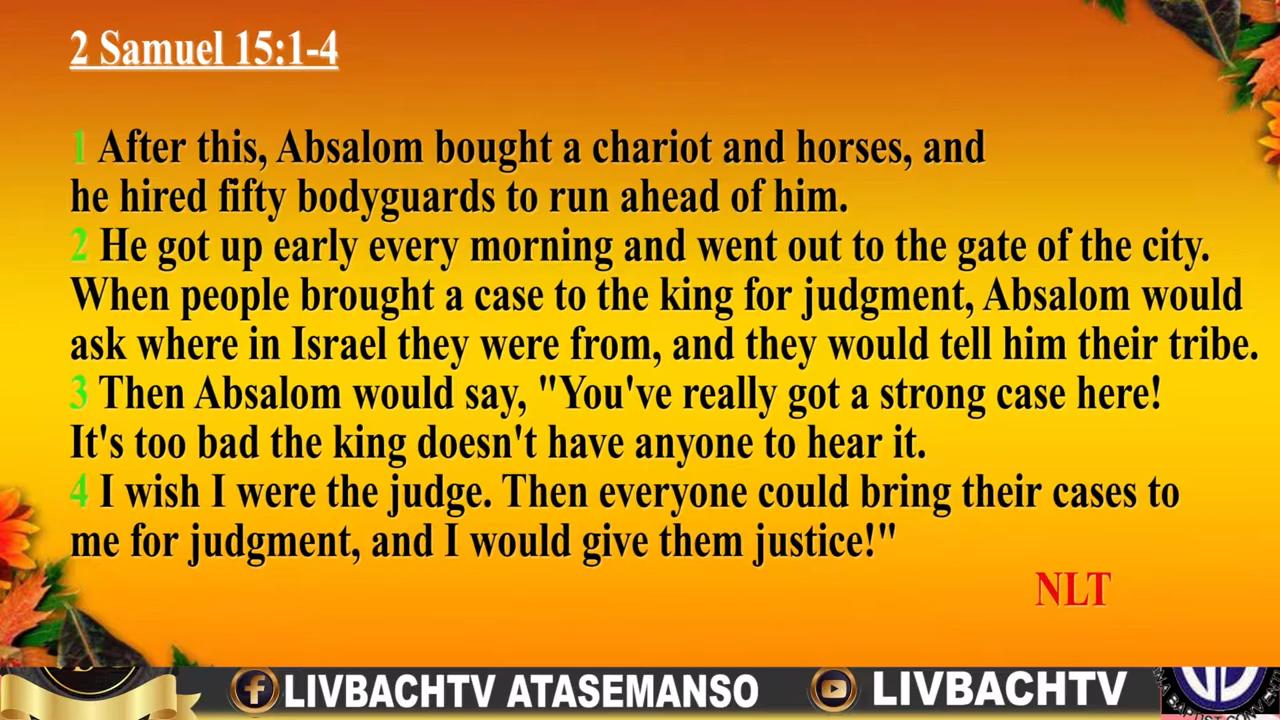 2 Samuel 15:1-4
1 After this, Absalom bought a chariot and horses, and
he hired fifty bodyguards to run ahead of him.
2 He got up early every morning and went out to the gate of the city.
When people brought a case to the king for judgment, Absalom would
ask where in Israel they were from, and they would tell him their tribe.
3 Then Absalom would say, "You've really got a strong case here!
It's too bad the king doesn't have anyone to hear it.
4 I wish I were the judge. Then everyone could bring their cases to
me for judgment, and I would give them justice!"
NLT
LIVBACHTV ATASEMANSO
LIVBACHTV
BAPTIST